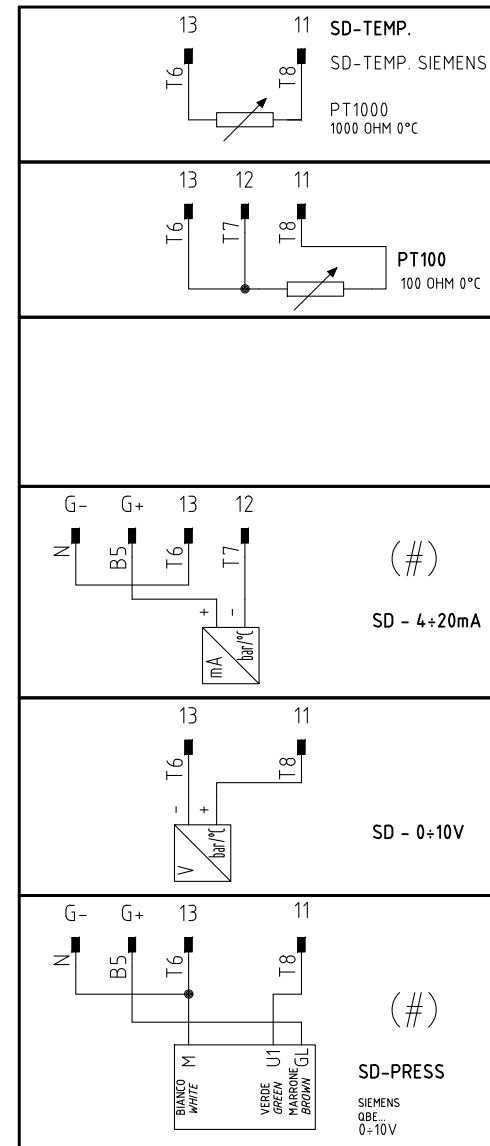 13 11 SD-TEMP.
T6 T8 SD-TEMP. SIEMENS
PT1000
1000 OHM 0°C
13 12 11
T6 T7 T8
PT100
100 OHM 0°C
G- G+ 13 12
N B5 T6 T7
(#)
+ -
mA bar/°C
SD - 4÷20mA
13 11
T6 T8
- +
V bar/°C
SD - 0÷10V
G- G+ 13 11
N B5 T6 T8
(#)
M U1 GL
BIANCO VERDE MARRONE
WHITE GREEN BROWN
SD-PRESS
SIEMENS
QBE...
0÷10V